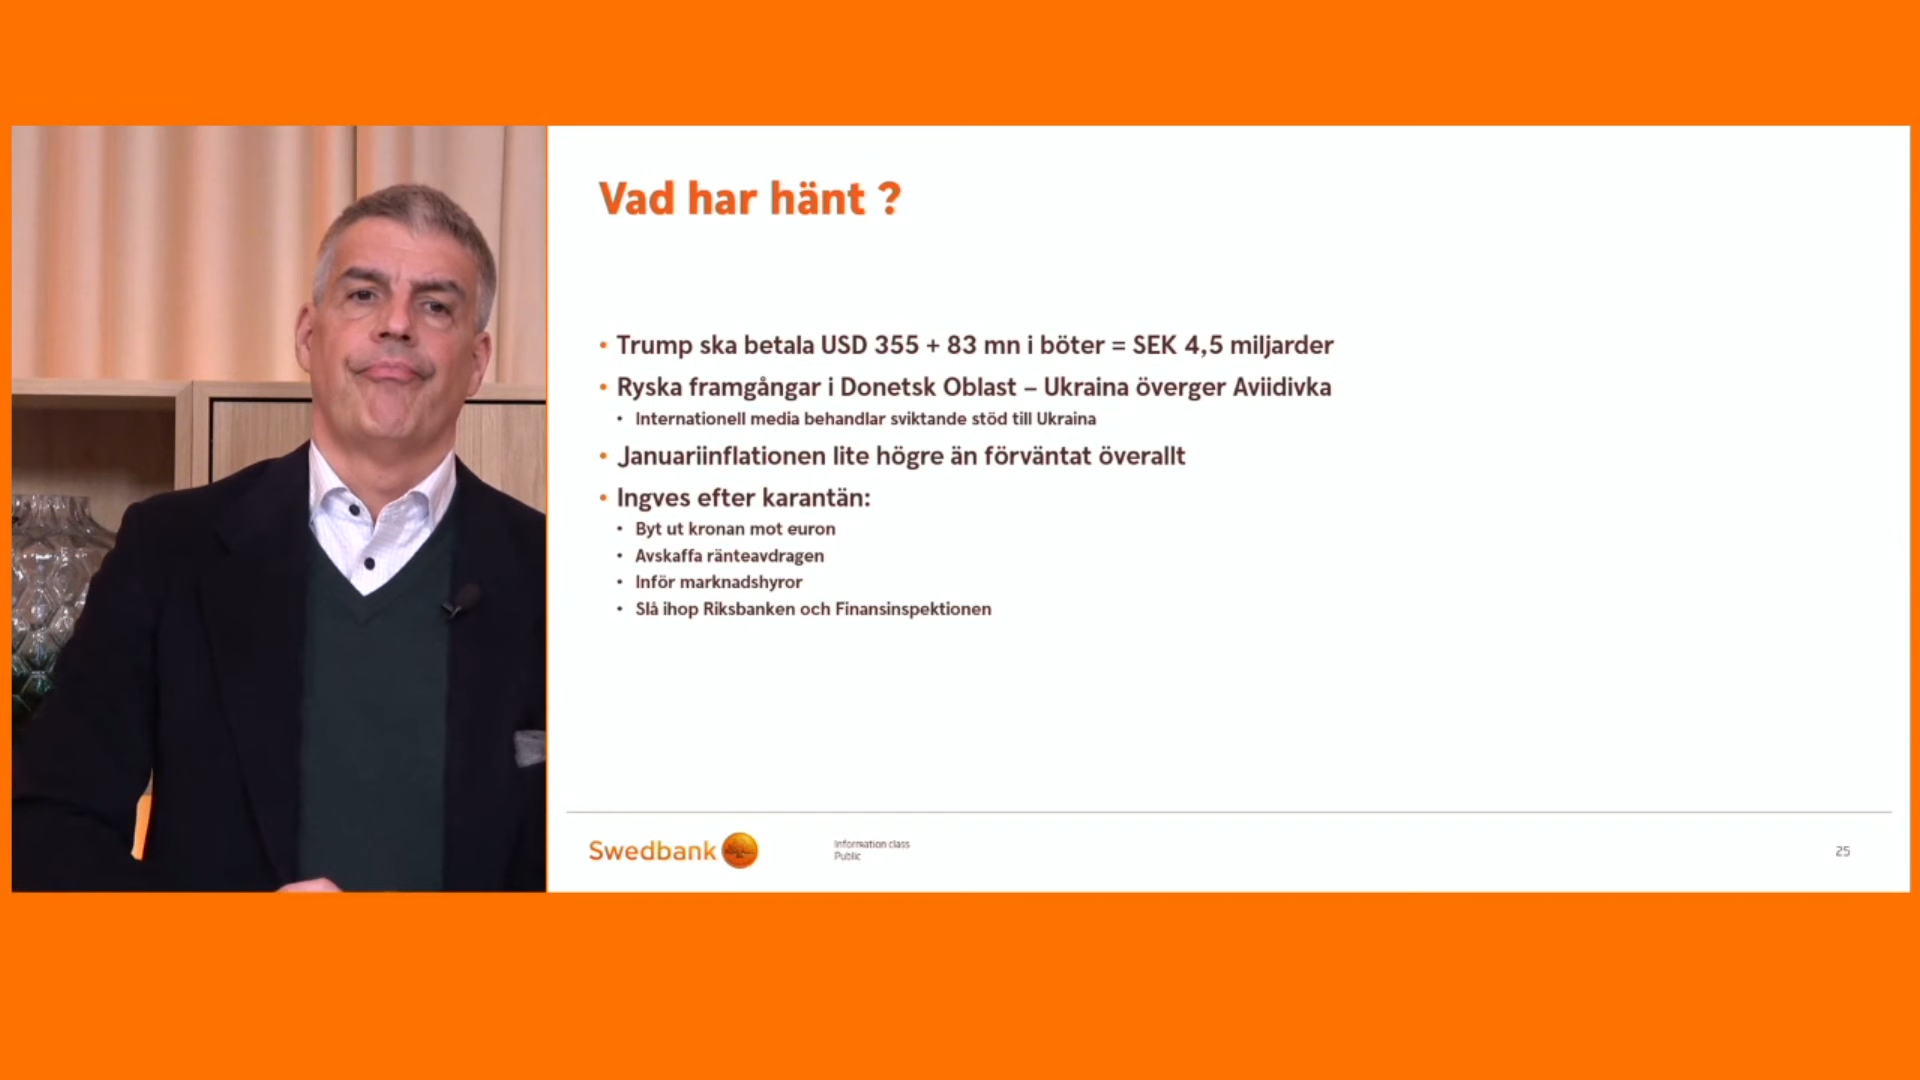 Vad har hänt ?
• Trump ska betala USD 355 + 83 mn i böter = SEK 4,5 miljarder
• Ryska framgångar i Donetsk Oblast – Ukraina överger Aviidivka
• Internationell media behandlar sviktande stöd till Ukraina
• Januariinflationen lite högre än förväntat överallt
• Ingves efter karantän:
• Byt ut kronan mot euron
• Avskaffa ränteavdragen
• Inför marknadshyror
• Slå ihop Riksbanken och Finansinspektionen
Swedbank
Information class
Public
25